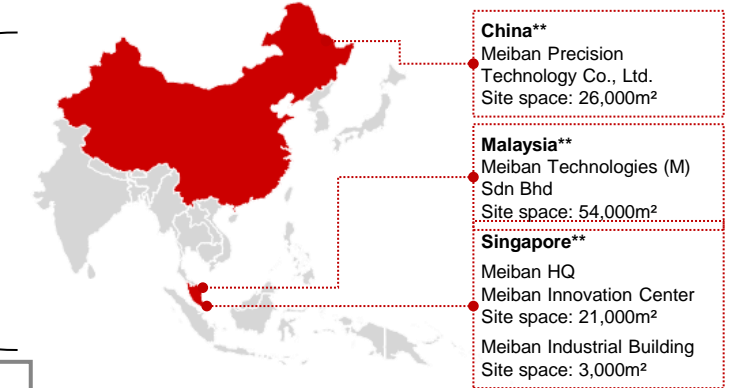 China**
Meiban Precision
Technology Co., Ltd.
Site space: 26,000m²
Malaysia**
Meiban Technologies (M)
Sdn Bhd
Site space: 54,000m²
Singapore**
Meiban HQ
Meiban Innovation Center
Site space: 21,000m²
Meiban Industrial Building
Site space: 3,000m²